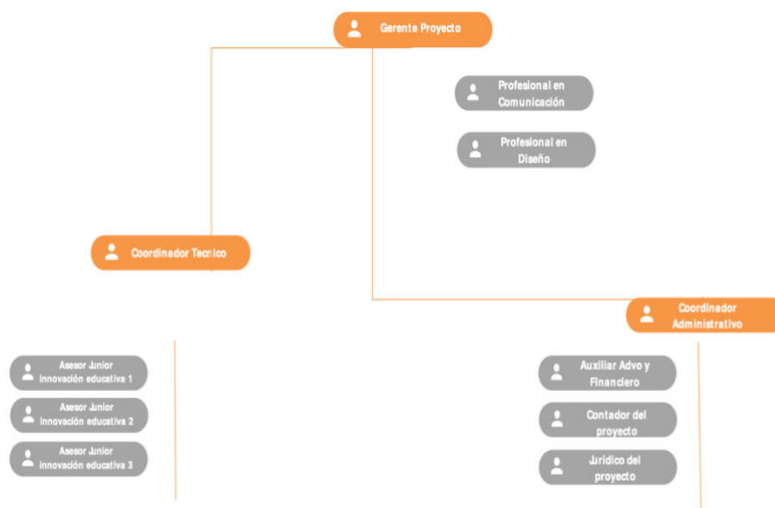 Gerente Proyecto
Profesional en
Comunicación
Profesional en
Diseño
Coordinador Tecnico
Coordinador
Administrativo
Asesor Junior
innovación educativa 1
Asesor Junior
innovación educativa 2
Asesor Junior
innovación educativa 3
Auxiliar Advo y
Financiero
Contador del
proyecto
Jurídico del
proyecto